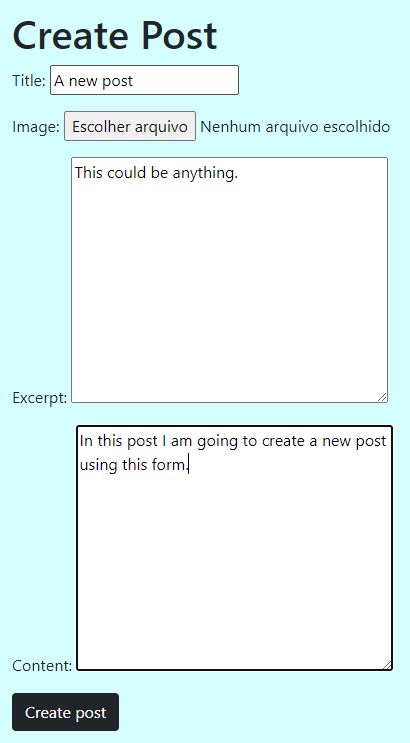 Create Post
Title: A new post
Image: Escolher arquivo Nenhum arquivo escolhido
This could be anything.
Excerpt:
In this post I am going to create a new post
using this form.
Content:
Create post